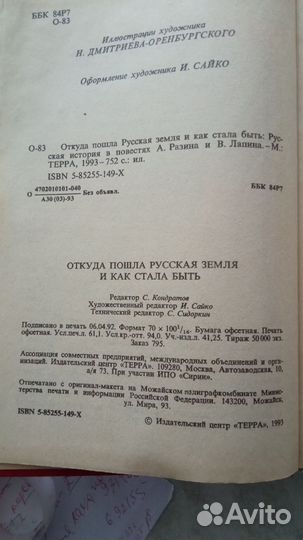 ББК 84Р7
О-83
Иллюстрации художника
Н. ДМИТРИЕВА-ОРЕНБУРГСКОГО
Оформление художника И. САЙКО
О-83 Откуда пошла Русская земля и как стала быть: Рус-
ская история в повестях А. Разина и В. Лапина.-М.:
ТЕРРА, 1993-752 с.: ил.
ISBN 5-85255-149-X
О 4702010101-040 Без объявл. ББК 84Р7
А30 (03)-93
ОТКУДА ПОШЛА РУССКАЯ ЗЕМЛЯ
И КАК СТАЛА БЫТЬ
Редактор С. Кондратов
Художественный редактор И. Сайко
Технический редактор С. Сидоркин
Подписано в печать 06.04.92. Формат 70 × 100¹/₁₆. Бумага офсетная. Печать
офсетная. Усл.печ.л. 61,1. Усл.кр.-отт. 94,0. Уч.-изд.л. 41,25. Тираж 50 000 экз.
Заказ 795.
Ассоциация совместных предприятий, международных объединений и орга-
низаций. Издательский центр «ТЕРРА». 109280, Москва, Автозаводская, 10,
а/я 73. При участии ИПО «Сирин».
Отпечатано с оригинал-макета на Можайском полиграфкомбинате Мини-
стерства печати и информации Российской Федерации. 143200, Можайск,
ул. Мира, 93.
ISBN 5-85255-149-X
© Издательский центр «ТЕРРА», 1993
Avito